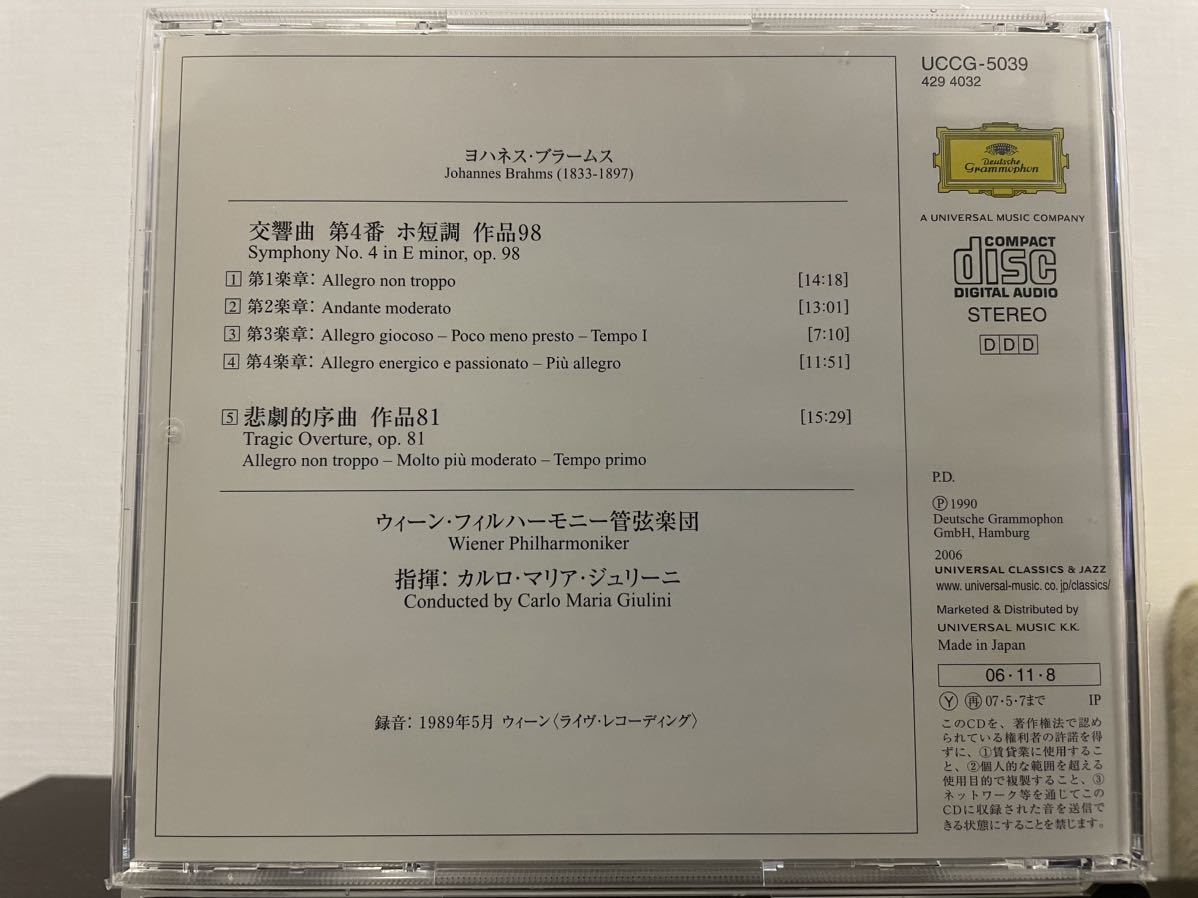 ヨハネス・ブラームス
Johannes Brahms (1833-1897)
交響曲 第4番 ホ短調 作品98
Symphony No. 4 in E minor, op. 98
1 第1楽章: Allegro non troppo [14:18]
2 第2楽章: Andante moderato [13:01]
3 第3楽章: Allegro giocoso – Poco meno presto – Tempo I [7:10]
4 第4楽章: Allegro energico e passionato – Più allegro [11:51]
5 悲劇的序曲 作品81 [15:29]
Tragic Overture, op. 81
Allegro non troppo – Molto più moderato – Tempo primo
ウィーン・フィルハーモニー管弦楽団
Wiener Philharmoniker
指揮: カルロ・マリア・ジュリーニ
Conducted by Carlo Maria Giulini
録音: 1989年5月 ウィーン〈ライヴ・レコーディング〉
UCCG-5039
429 4032
Deutsche
Grammophon
A UNIVERSAL MUSIC COMPANY
COMPACT
disc
DIGITAL AUDIO
STEREO
DDD
P.D.
Ⓟ 1990
Deutsche Grammophon
GmbH, Hamburg
2006
UNIVERSAL CLASSICS & JAZZ
www. universal-music. co. jp/classics/
Marketed & Distributed by
UNIVERSAL MUSIC K.K.
Made in Japan
06・11・8
Ⓨ ㊢ 07・5・7まで IP
このCDを、著作権法で認め
られている権利者の許諾を得
ずに、①賃貸業に使用するこ
と、②個人的な範囲を超える
使用目的で複製すること、③
ネットワーク等を通じてこの
CDに収録された音を送信で
きる状態にすることを禁じます。